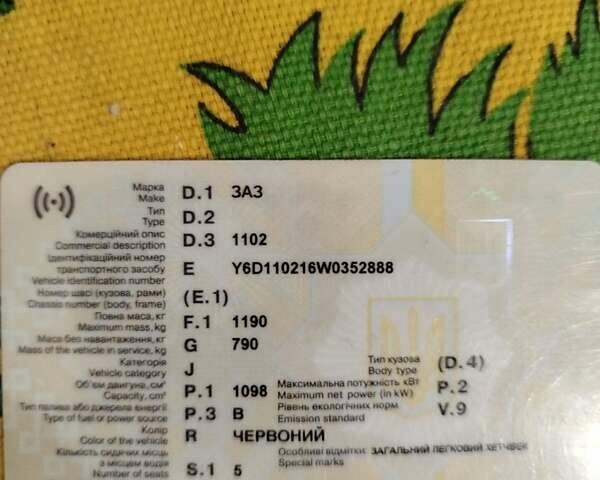 Марка
Make D.1 ЗАЗ
Тип
Type D.2
Комерційний опис
Commercial description D.3 1102
Ідентифікаційний номер
транспортного засобу
Vehicle identification number E Y6D110216W0352888
Номер шасі (кузова, рами)
Chassis number (body, frame) (E.1)
Повна маса, кг
Maximum mass, kg F.1 1190
Маса без навантаження, кг
Mass of the vehicle in service, kg G 790
Категорія
Vehicle category J
Тип кузова
Body type (D.4)
Об'єм двигуна, см³
Capacity, cm³ P.1 1098
Максимальна потужність кВт
Maximum net power (in kW) P.2
Тип палива або джерела енергії
Type of fuel or power source P.3 B
Рівень екологічних норм
Emission standard V.9
Колір
Color of the vehicle R ЧЕРВОНИЙ
Особливі відмітки: ЗАГАЛЬНИЙ ЛЕГКОВИЙ ХЕТЧБЕК
Special marks
Кількість сидячих місць
з місцем водія
Number of seats S.1 5